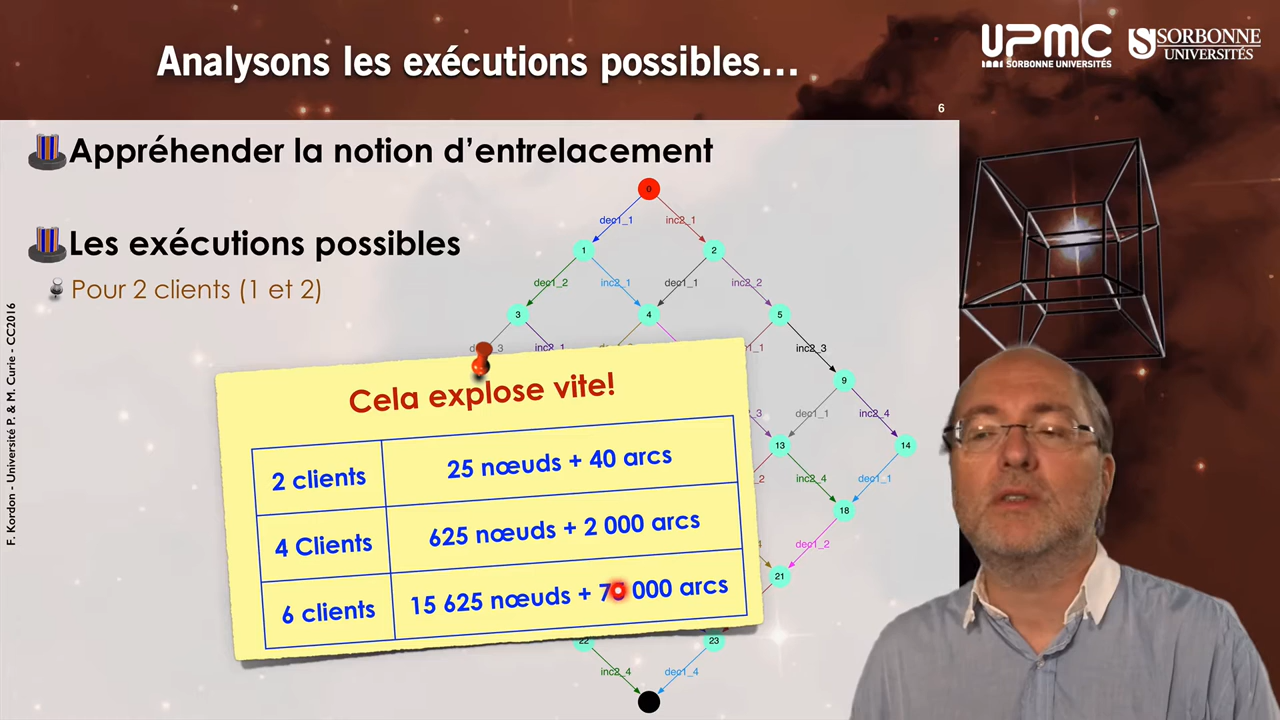 Analysons les exécutions possibles...
UPMC
SORBONNE UNIVERSITÉS
SORBONNE
UNIVERSITÉS
6
Appréhender la notion d'entrelacement
Les exécutions possibles
Pour 2 clients (1 et 2)
F. Kordon - Université P. & M. Curie - CC2016
0
dec1_1
inc2_1
1
2
dec1_2
inc2_1
dec1_1
inc2_2
3
4
5
inc2_1
inc2_3
9
dec1_1
inc2_4
13
14
inc2_4
dec1_1
18
dec1_2
21
22
23
inc2_4
dec1_4
Cela explose vite!
2 clients
25 nœuds + 40 arcs
4 Clients
625 nœuds + 2 000 arcs
6 clients
15 625 nœuds + 000 arcs